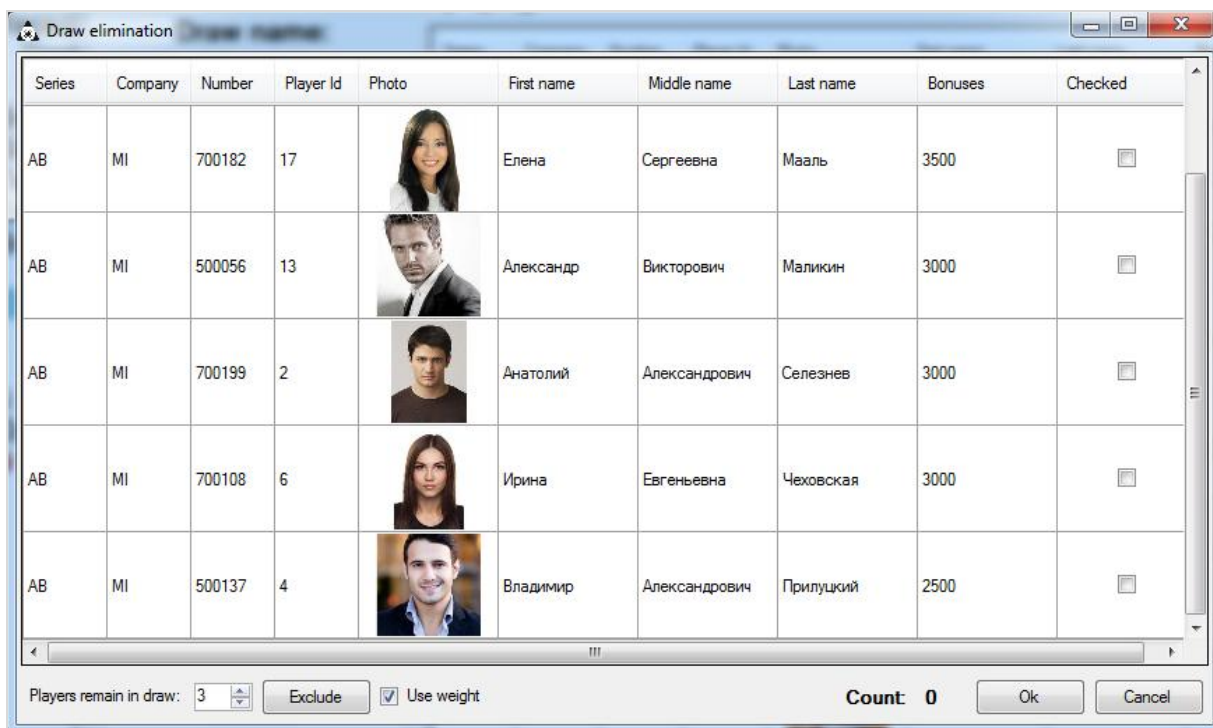 Draw elimination
Draw name:
Series Company Number Player Id Photo First name Middle name Last name Bonuses Checked
AB MI 700182 17 Елена Сергеевна Мааль 3500
AB MI 500056 13 Александр Викторович Маликин 3000
AB MI 700199 2 Анатолий Александрович Селезнев 3000
AB MI 700108 6 Ирина Евгеньевна Чеховская 3000
AB MI 500137 4 Владимир Александрович Прилуцкий 2500
Players remain in draw: 3 Exclude Use weight Count: 0 Ok Cancel